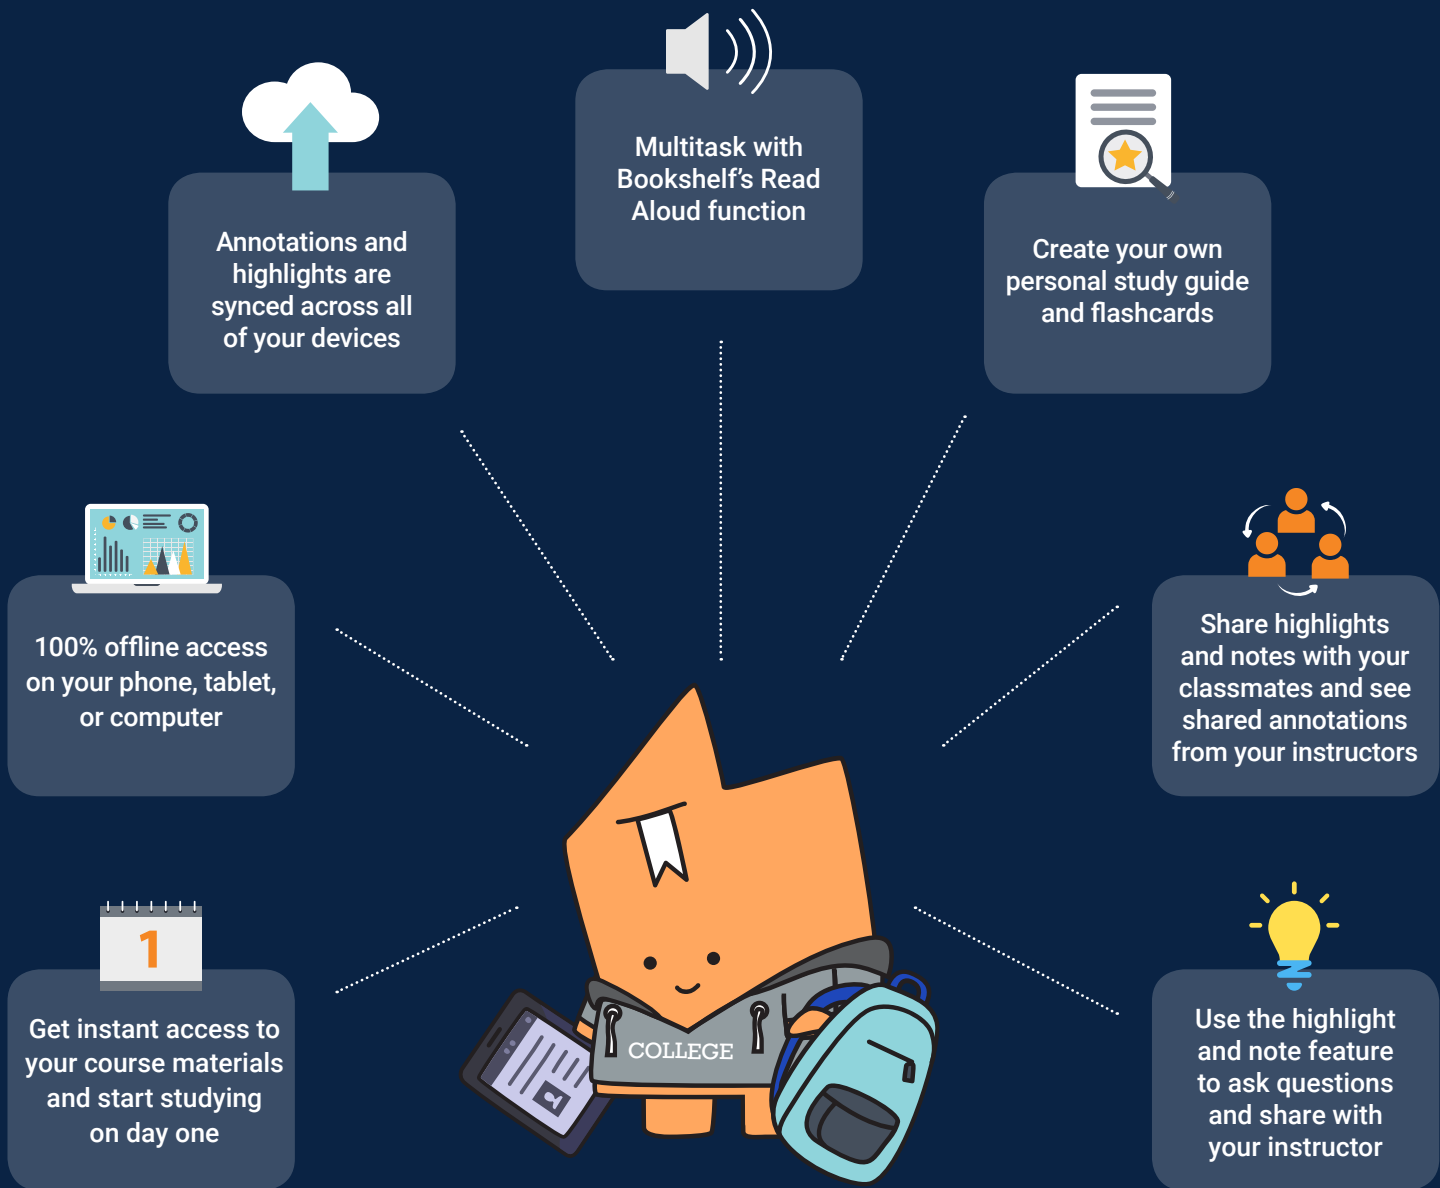 Multitask with
Bookshelf’s Read
Aloud function
Annotations and
highlights are
synced across all
of your devices
Create your own
personal study guide
and flashcards
100% offline access
on your phone, tablet,
or computer
Share highlights
and notes with your
classmates and see
shared annotations
from your instructors
1
Get instant access to
your course materials
and start studying
on day one
COLLEGE
Use the highlight
and note feature
to ask questions
and share with
your instructor